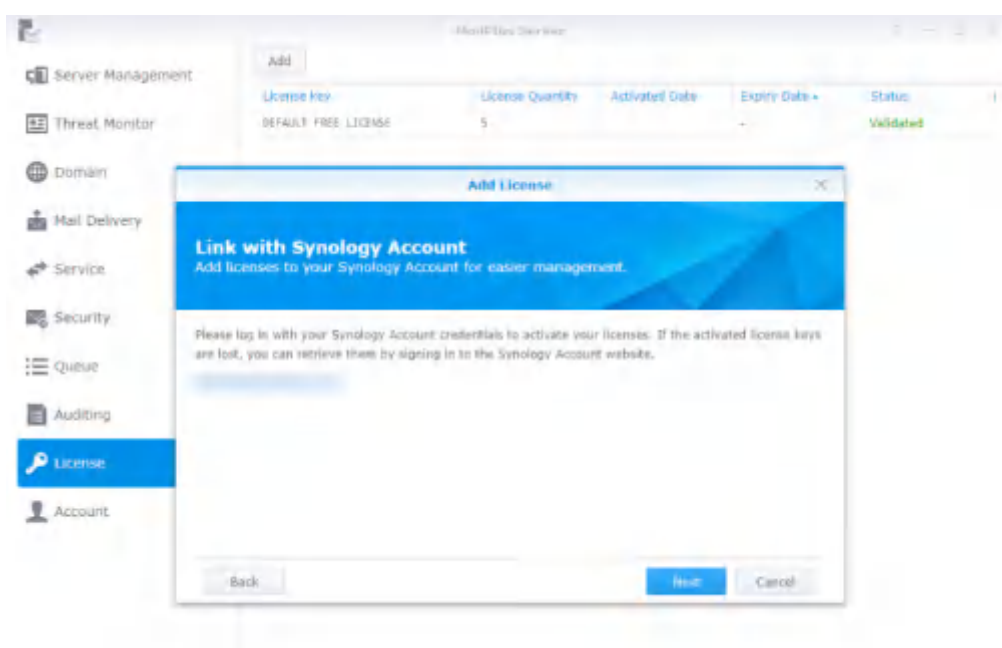 MailPlus Server
Add
License Key License Quantity Activated Date Expiry Date Status
DEFAULT FREE LICENSE 5 - Validated
Server Management
Threat Monitor
Domain
Mail Delivery
Service
Security
Queue
Auditing
License
Account
Add License
Link with Synology Account
Add licenses to your Synology Account for easier management.
Please log in with your Synology Account credentials to activate your licenses. If the activated license keys
are lost, you can retrieve them by signing in to the Synology Account website.
Back Next Cancel